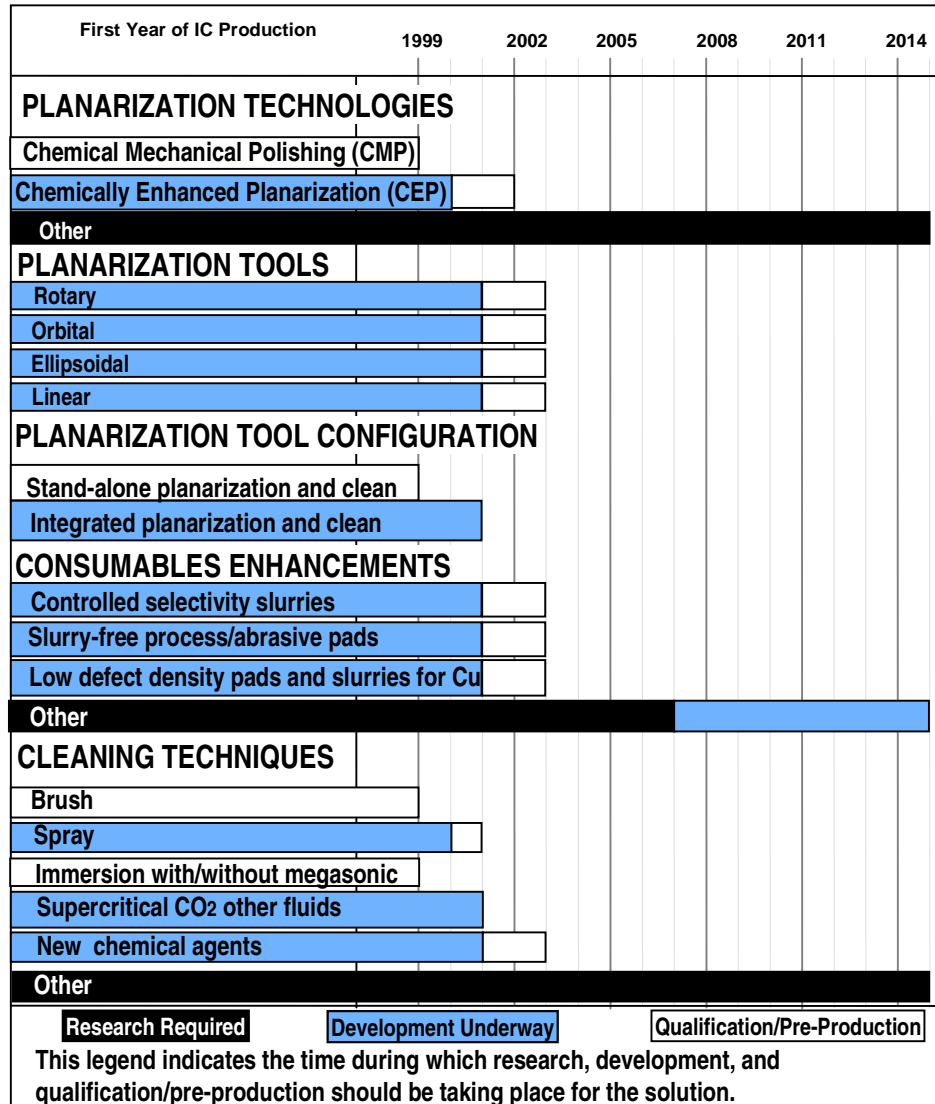 First Year of IC Production
1999 2002 2005 2008 2011 2014
PLANARIZATION TECHNOLOGIES
Chemical Mechanical Polishing (CMP)
Chemically Enhanced Planarization (CEP)
Other
PLANARIZATION TOOLS
Rotary
Orbital
Ellipsoidal
Linear
PLANARIZATION TOOL CONFIGURATION
Stand-alone planarization and clean
Integrated planarization and clean
CONSUMABLES ENHANCEMENTS
Controlled selectivity slurries
Slurry-free process/abrasive pads
Low defect density pads and slurries for Cu
Other
CLEANING TECHNIQUES
Brush
Spray
Immersion with/without megasonic
Supercritical CO2 other fluids
New chemical agents
Other
Research Required Development Underway Qualification/Pre-Production
This legend indicates the time during which research, development, and
qualification/pre-production should be taking place for the solution.